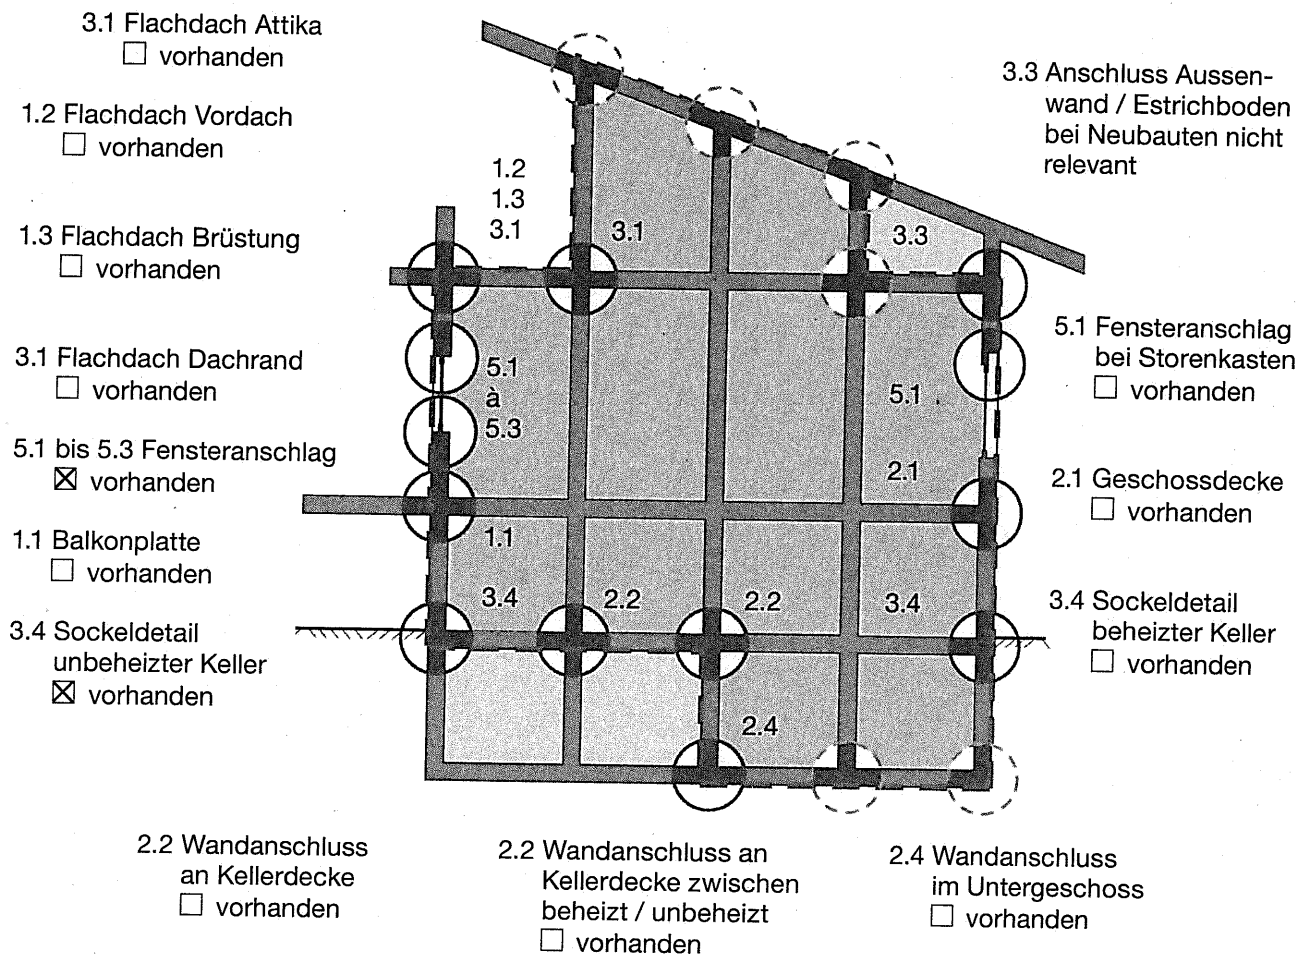 3.1 Flachdach Attika
☐ vorhanden
1.2 Flachdach Vordach
☐ vorhanden
1.3 Flachdach Brüstung
☐ vorhanden
3.1 Flachdach Dachrand
☐ vorhanden
5.1 bis 5.3 Fensteranschlag
☒ vorhanden
1.1 Balkonplatte
☐ vorhanden
3.4 Sockeldetail
unbeheizter Keller
☒ vorhanden
1.2
1.3
3.1
3.1
3.3
5.1
à
5.3
5.1
2.1
1.1
3.4
2.2
2.2
3.4
2.4
3.3 Anschluss Aussen-
wand / Estrichboden
bei Neubauten nicht
relevant
5.1 Fensteranschlag
bei Storenkasten
☐ vorhanden
2.1 Geschossdecke
☐ vorhanden
3.4 Sockeldetail
beheizter Keller
☐ vorhanden
2.2 Wandanschluss
an Kellerdecke
☐ vorhanden
2.2 Wandanschluss an
Kellerdecke zwischen
beheizt / unbeheizt
☐ vorhanden
2.4 Wandanschluss
im Untergeschoss
☐ vorhanden